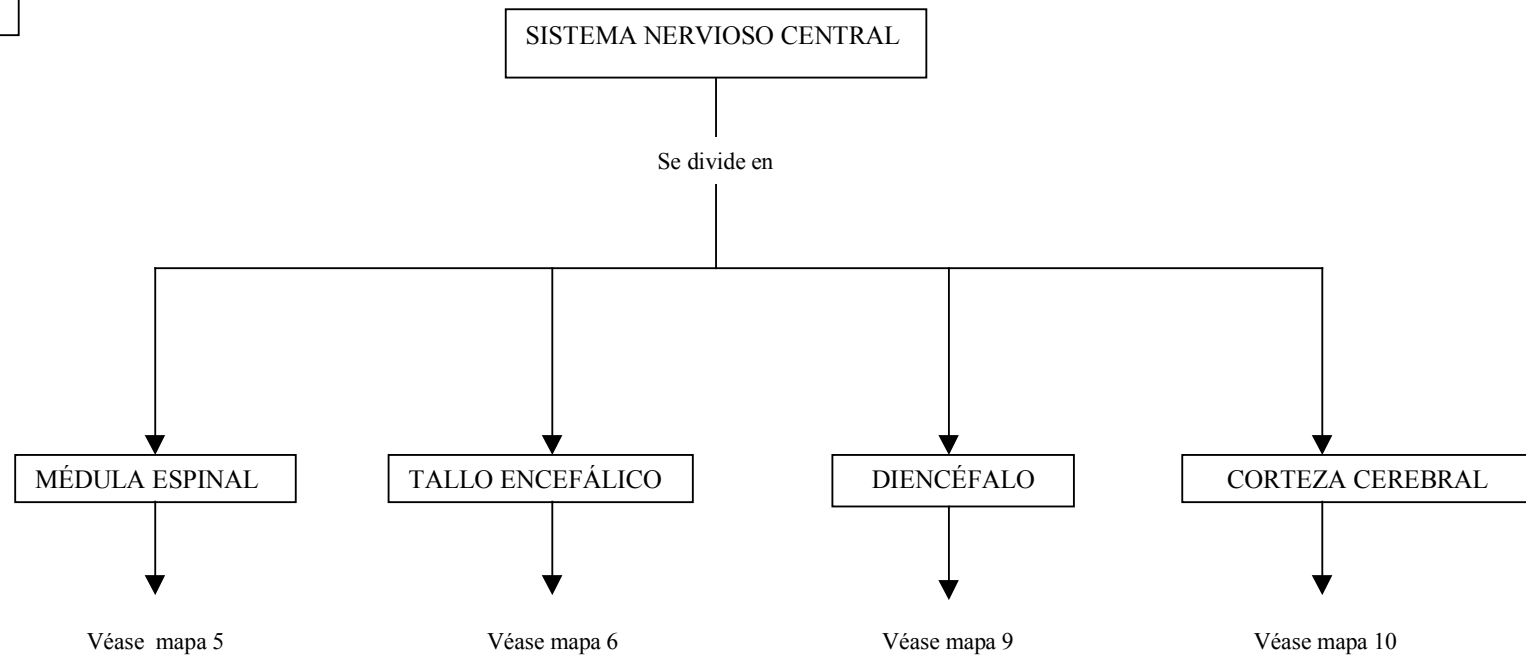 SISTEMA NERVIOSO CENTRAL
Se divide en
MÉDULA ESPINAL
TALLO ENCEFÁLICO
DIENCÉFALO
CORTEZA CEREBRAL
Véase mapa 5
Véase mapa 6
Véase mapa 9
Véase mapa 10